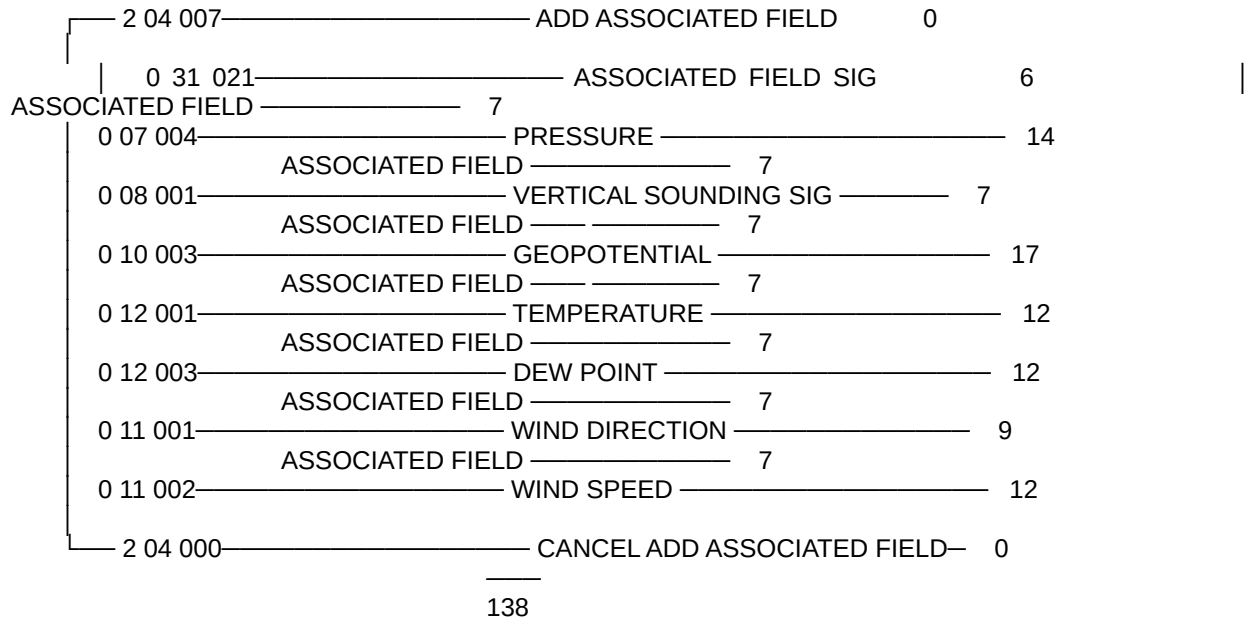 2 04 007 ADD ASSOCIATED FIELD 0
0 31 021 ASSOCIATED FIELD SIG 6
ASSOCIATED FIELD 7
0 07 004 PRESSURE 14
ASSOCIATED FIELD 7
0 08 001 VERTICAL SOUNDING SIG 7
ASSOCIATED FIELD 7
0 10 003 GEOPOTENTIAL 17
ASSOCIATED FIELD 7
0 12 001 TEMPERATURE 12
ASSOCIATED FIELD 7
0 12 003 DEW POINT 12
ASSOCIATED FIELD 7
0 11 001 WIND DIRECTION 9
ASSOCIATED FIELD 7
0 11 002 WIND SPEED 12
2 04 000 CANCEL ADD ASSOCIATED FIELD 0
138